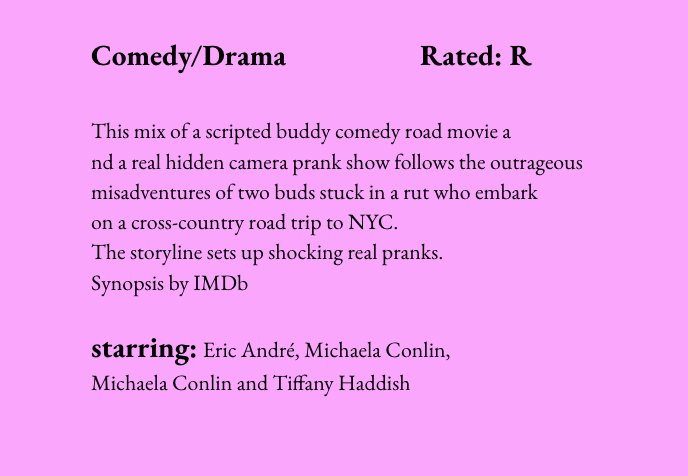 Comedy/Drama Rated: R
This mix of a scripted buddy comedy road movie a
nd a real hidden camera prank show follows the outrageous
misadventures of two buds stuck in a rut who embark
on a cross-country road trip to NYC.
The storyline sets up shocking real pranks.
Synopsis by IMDb
starring: Eric André, Michaela Conlin,
Michaela Conlin and Tiffany Haddish